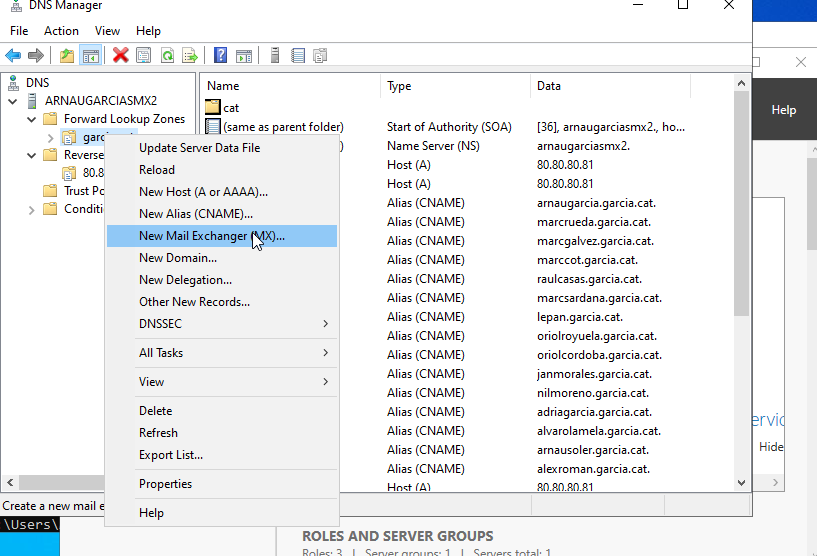 DNS Manager
File Action View Help
DNS
ARNAUGARCIASMX2
Forward Lookup Zones
Reverse
80.8
Trust Po
Conditi
Update Server Data File
Reload
New Host (A or AAAA)...
New Alias (CNAME)...
New Mail Exchanger (MX)...
New Domain...
New Delegation...
Other New Records...
DNSSEC
All Tasks
View
Delete
Refresh
Export List...
Properties
Help
Name Type Data
cat
(same as parent folder) Start of Authority (SOA) [36], arnaugarciasmx2., ho...
) Name Server (NS) arnaugarciasmx2.
Host (A) 80.80.80.81
Host (A) 80.80.80.81
Alias (CNAME) arnaugarcia.garcia.cat.
Alias (CNAME) marcrueda.garcia.cat.
Alias (CNAME) marcgalvez.garcia.cat.
Alias (CNAME) marccot.garcia.cat.
Alias (CNAME) raulcasas.garcia.cat.
Alias (CNAME) marcsardana.garcia.cat.
Alias (CNAME) lepan.garcia.cat.
Alias (CNAME) oriolroyuela.garcia.cat.
Alias (CNAME) oriolcordoba.garcia.cat.
Alias (CNAME) janmorales.garcia.cat.
Alias (CNAME) nilmoreno.garcia.cat.
Alias (CNAME) adriagarcia.garcia.cat.
Alias (CNAME) alvarolamela.garcia.cat.
Alias (CNAME) arnausoler.garcia.cat.
Alias (CNAME) alexroman.garcia.cat.
Host (A) 80.80.80.81
Create a new mail e
Help
Hide
\Users\
ROLES AND SERVER GROUPS
Roles: 3 | Server groups: 1 | Servers total: 1